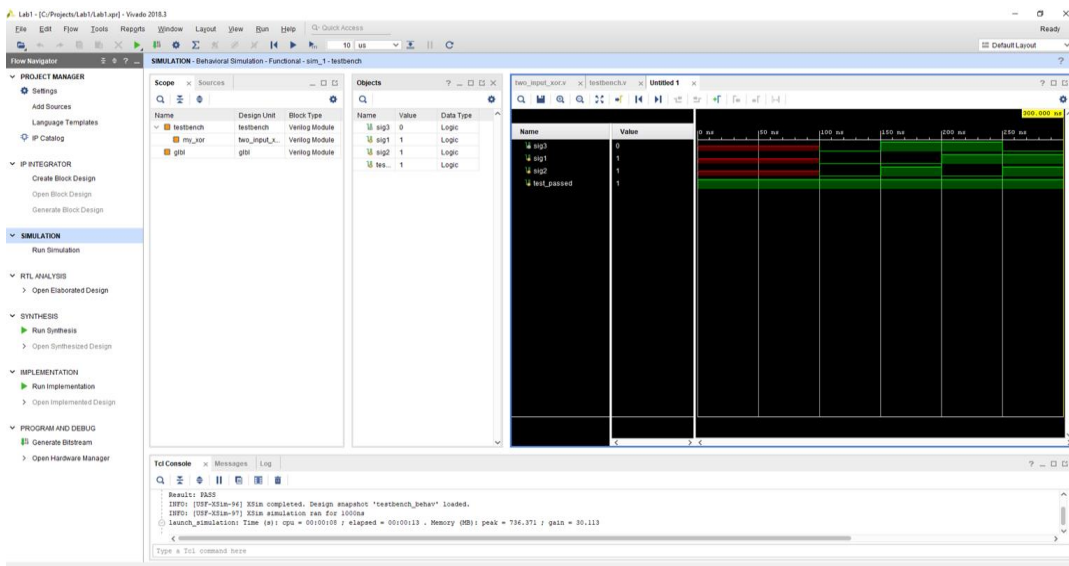 Lab1 - [C:/Projects/Lab1/Lab1.xpr] - Vivado 2018.3
File Edit Flow Tools Reports Window Layout View Run Help Q- Quick Access
Ready
10 us
Default Layout
Flow Navigator
SIMULATION - Behavioral Simulation - Functional - sim_1 - testbench
PROJECT MANAGER
Settings
Add Sources
Language Templates
IP Catalog
IP INTEGRATOR
Create Block Design
Open Block Design
Generate Block Design
SIMULATION
Run Simulation
RTL ANALYSIS
Open Elaborated Design
SYNTHESIS
Run Synthesis
Open Synthesized Design
IMPLEMENTATION
Run Implementation
Open Implemented Design
PROGRAM AND DEBUG
Generate Bitstream
Open Hardware Manager
Scope Sources
Name Design Unit Block Type
testbench testbench Verilog Module
my_xor two_input_x... Verilog Module
glbl glbl Verilog Module
Objects
Name Value Data Type
sig3 0 Logic
sig1 1 Logic
sig2 1 Logic
tes... 1 Logic
two_input_xor.v testbench.v Untitled 1
300.000 ns
Name Value 0 ns 50 ns 100 ns 150 ns 200 ns 250 ns
sig3 0
sig1 1
sig2 1
test_passed 1
Tcl Console Messages Log
Result: PASS
INFO: [USF-XSim-96] XSim completed. Design snapshot 'testbench_behav' loaded.
INFO: [USF-XSim-97] XSim simulation ran for 1000ns
launch_simulation: Time (s): cpu = 00:00:08 ; elapsed = 00:00:13 . Memory (MB): peak = 736.371 ; gain = 30.113
Type a Tcl command here